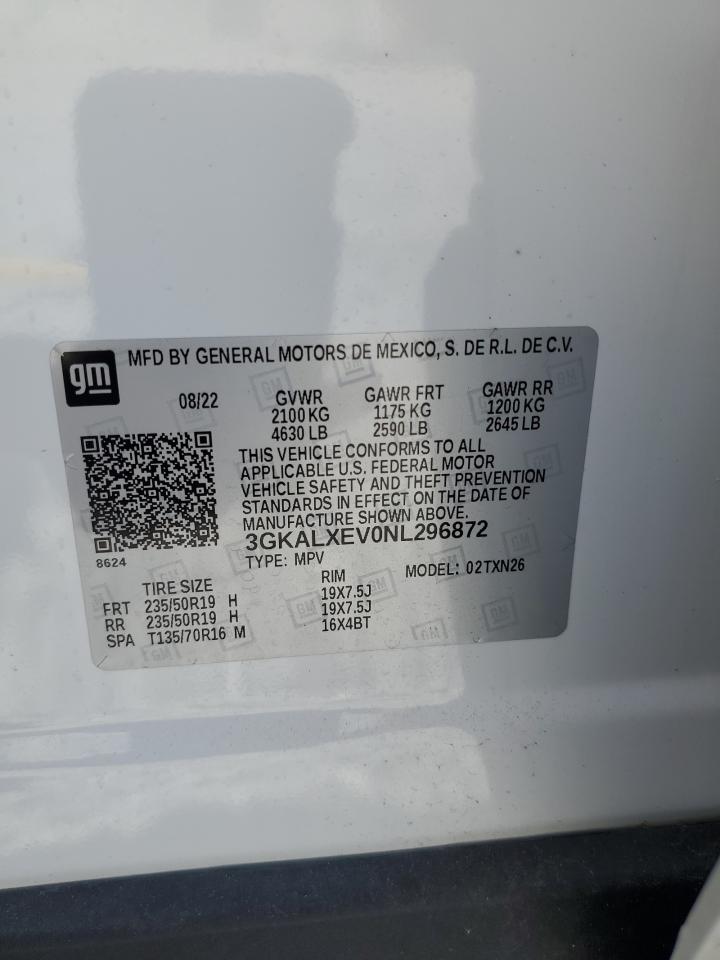 gm
MFD BY GENERAL MOTORS DE MEXICO, S. DE R.L. DE C.V.
08/22 GVWR GAWR FRT GAWR RR
2100 KG 1175 KG 1200 KG
4630 LB 2590 LB 2645 LB
THIS VEHICLE CONFORMS TO ALL
APPLICABLE U.S. FEDERAL MOTOR
VEHICLE SAFETY AND THEFT PREVENTION
STANDARDS IN EFFECT ON THE DATE OF
MANUFACTURE SHOWN ABOVE.
3GKALXEV0NL296872
8624
TYPE: MPV MODEL: 02TXN26
TIRE SIZE RIM
FRT 235/50R19 H 19X7.5J
RR 235/50R19 H 19X7.5J
SPA T135/70R16 M 16X4BT